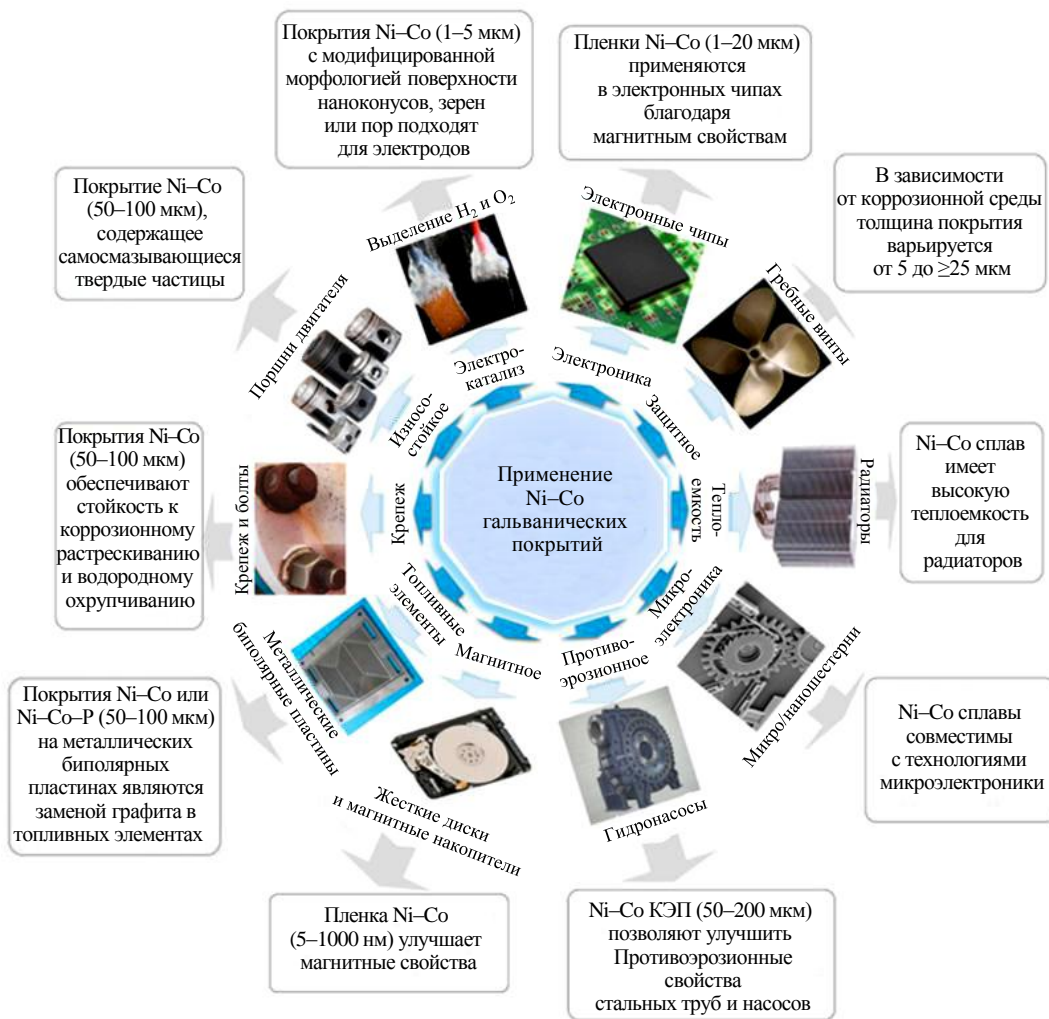 Покрытия Ni–Co (1–5 мкм)
с модифицированной
морфологией поверхности
наноконусов, зерен
или пор подходят
для электродов
Пленки Ni–Co (1–20 мкм)
применяются
в электронных чипах
благодаря
магнитным свойствам
В зависимости
от коррозионной среды
толщина покрытия
варьируется
от 5 до ≥25 мкм
Ni–Co сплав
имеет
высокую
теплоемкость
для
радиаторов
Ni–Co сплавы
совместимы
с технологиями
микроэлектроники
Ni–Co КЭП (50–200 мкм)
позволяют улучшить
Противоэрозионные
свойства
стальных труб и насосов
Пленка Ni–Co
(5–1000 нм) улучшает
магнитные свойства
Покрытия Ni–Co или
Ni–Co–P (50–100 мкм)
на металлических
биполярных
пластинах являются
заменой графита в
топливных элементах
Покрытия Ni–Co
(50–100 мкм)
обеспечивают
стойкость к
коррозионному
растрескиванию
и водородному
охрупчиванию
Покрытие Ni–Co
(50–100 мкм),
содержащее
самосмазывающиеся
твердые частицы
Выделение H₂ и O₂
Электронные чипы
Гребные винты
Радиаторы
Микро/наношестерни
Гидронасосы
Жесткие диски
и магнитные накопители
Металлические
биполярные пластины
Крепеж и болты
Поршни двигателя
Электро-
катализ
Электроника
Защитное
Тепло-
емкость
Микро-
электроника
Противо-
эрозионное
Магнитное
Топливные
элементы
Крепеж
Износо-
стойкое
Применение
Ni–Co
гальванических
покрытий